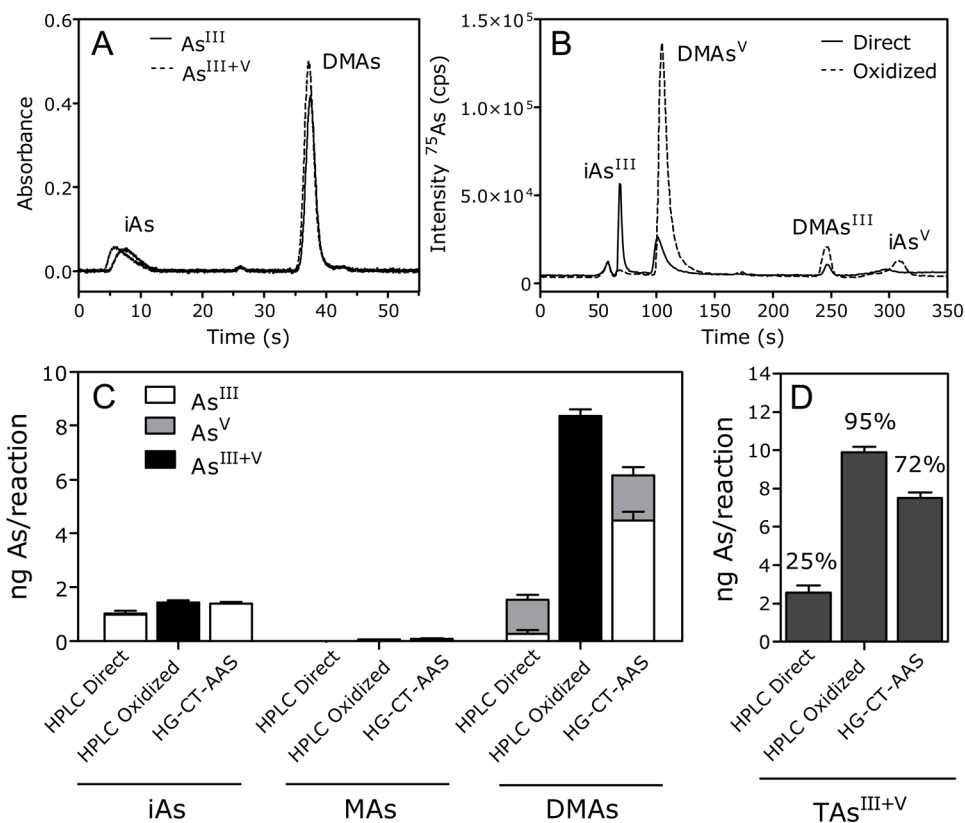 A
As^III
As^III+V
DMAs
iAs
Absorbance
0.6
0.4
0.2
0.0
0 10 20 30 40 50
Time (s)
B
Direct
Oxidized
DMAs^V
iAs^III
DMAs^III
iAs^V
Intensity ^75As (cps)
1.5×10^5
1.0×10^5
5.0×10^4
0
0 50 100 150 200 250 300 350
Time (s)
C
As^III
As^V
As^III+V
ng As/reaction
10
8
6
4
2
0
HPLC Direct
HPLC Oxidized
HG-CT-AAS
HPLC Direct
HPLC Oxidized
HG-CT-AAS
HPLC Direct
HPLC Oxidized
HG-CT-AAS
iAs
MAs
DMAs
D
ng As/reaction
14
12
10
8
6
4
2
0
25%
95%
72%
HPLC Direct
HPLC Oxidized
HG-CT-AAS
TAs^III+V